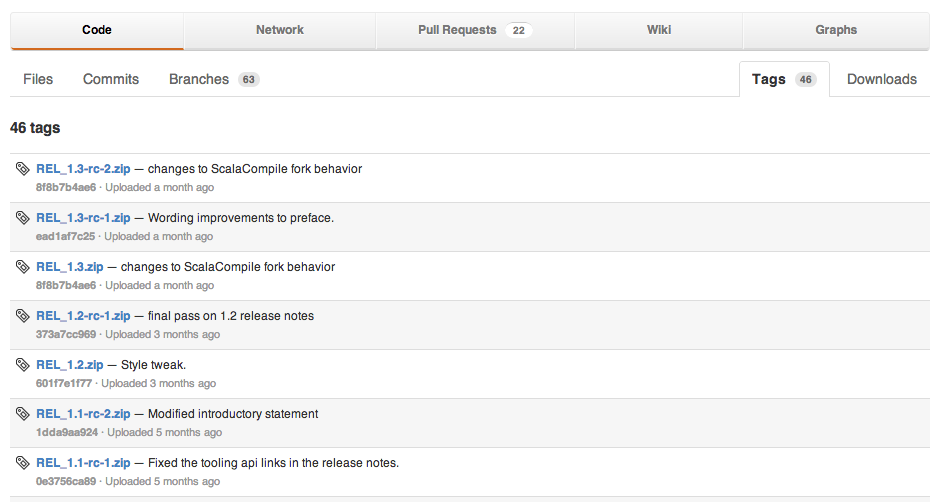 Code Network Pull Requests 22 Wiki Graphs
Files Commits Branches 63 Tags 46 Downloads
46 tags
REL_1.3-rc-2.zip — changes to ScalaCompile fork behavior
8f8b7b4ae6 · Uploaded a month ago
REL_1.3-rc-1.zip — Wording improvements to preface.
ead1af7c25 · Uploaded a month ago
REL_1.3.zip — changes to ScalaCompile fork behavior
8f8b7b4ae6 · Uploaded a month ago
REL_1.2-rc-1.zip — final pass on 1.2 release notes
373a7cc969 · Uploaded 3 months ago
REL_1.2.zip — Style tweak.
601f7e1f77 · Uploaded 3 months ago
REL_1.1-rc-2.zip — Modified introductory statement
1dda9aa924 · Uploaded 5 months ago
REL_1.1-rc-1.zip — Fixed the tooling api links in the release notes.
0e3756ca89 · Uploaded 5 months ago